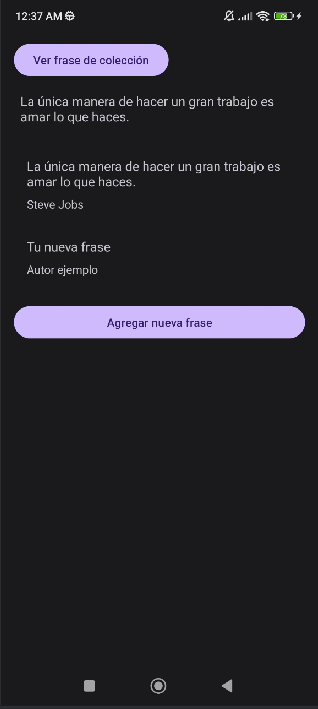 12:37 AM
Ver frase de colección
La única manera de hacer un gran trabajo es
amar lo que haces.
La única manera de hacer un gran trabajo es
amar lo que haces.
Steve Jobs
Tu nueva frase
Autor ejemplo
Agregar nueva frase